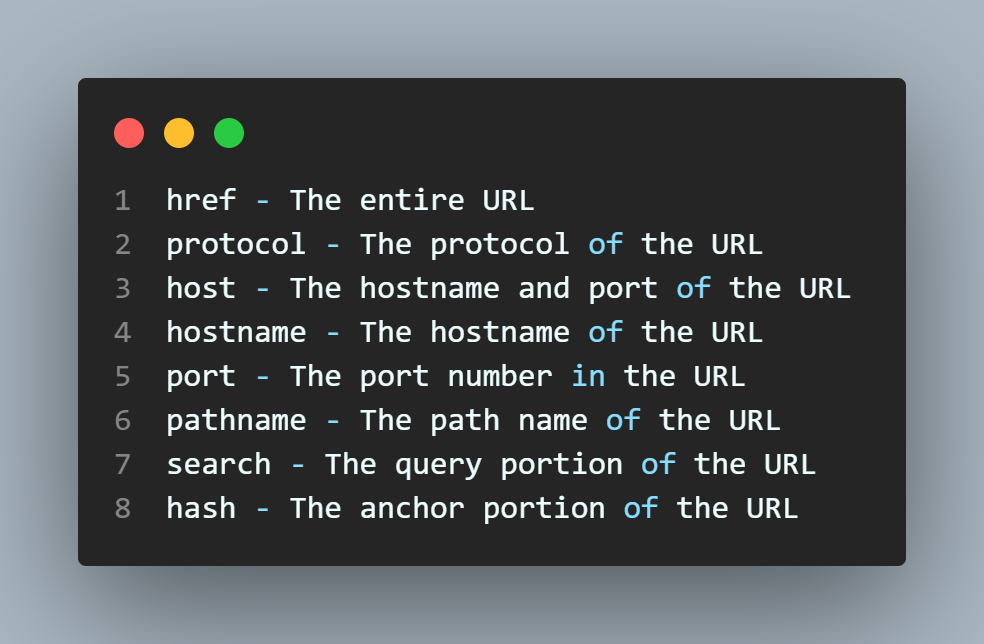 1 href - The entire URL
2 protocol - The protocol of the URL
3 host - The hostname and port of the URL
4 hostname - The hostname of the URL
5 port - The port number in the URL
6 pathname - The path name of the URL
7 search - The query portion of the URL
8 hash - The anchor portion of the URL